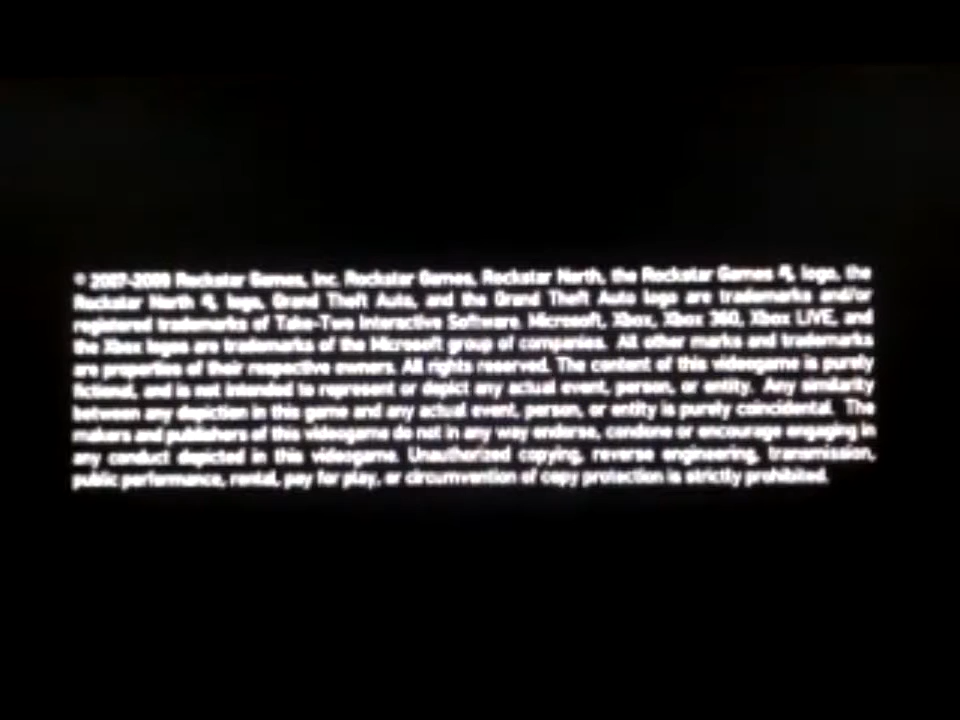 © 2007-2009 Rockstar Games, Inc. Rockstar Games, Rockstar North, the Rockstar Games R* logo, the
Rockstar North R* logo, Grand Theft Auto, and the Grand Theft Auto logo are trademarks and/or
registered trademarks of Take-Two Interactive Software. Microsoft, Xbox, Xbox 360, Xbox LIVE, and
the Xbox logos are trademarks of the Microsoft group of companies. All other marks and trademarks
are properties of their respective owners. All rights reserved. The content of this videogame is purely
fictional, and is not intended to represent or depict any actual event, person, or entity. Any similarity
between any depiction in this game and any actual event, person, or entity is purely coincidental. The
makers and publishers of this videogame do not in any way endorse, condone or encourage engaging in
any conduct depicted in this videogame. Unauthorized copying, reverse engineering, transmission,
public performance, rental, pay for play, or circumvention of copy protection is strictly prohibited.